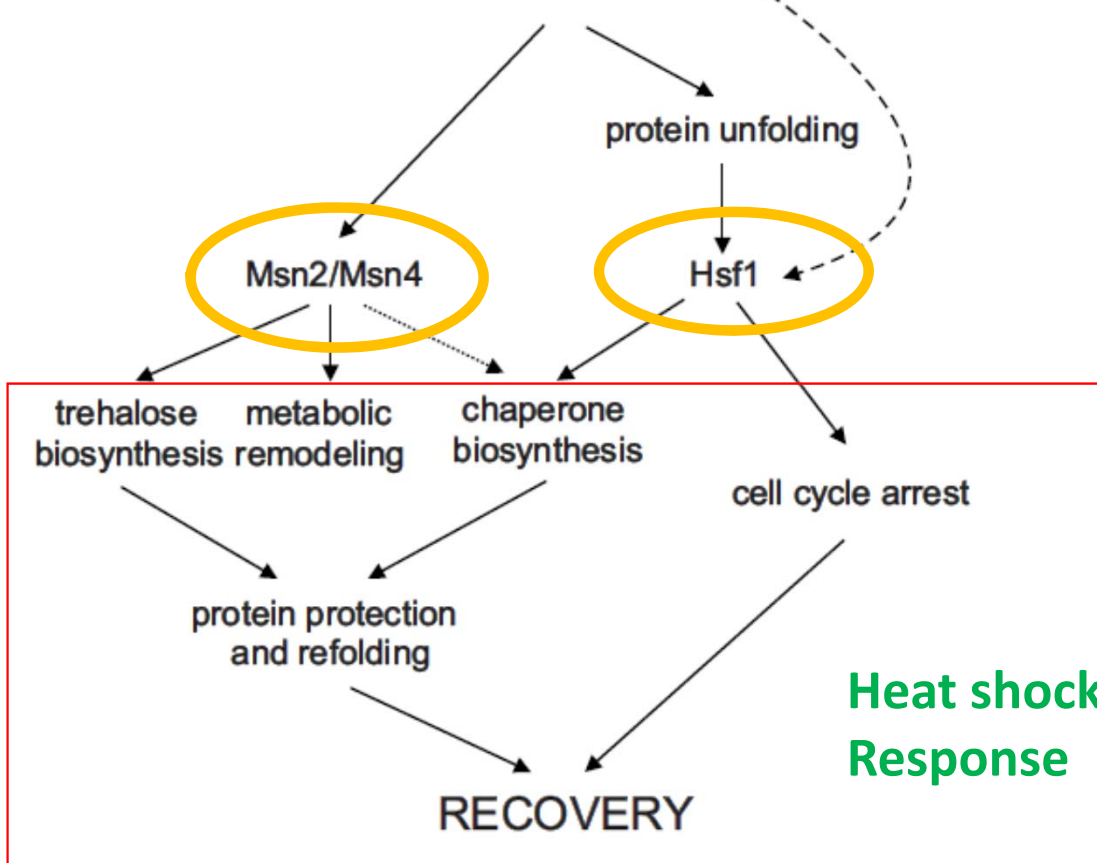 protein unfolding
Msn2/Msn4
Hsf1
trehalose
biosynthesis
metabolic
remodeling
chaperone
biosynthesis
cell cycle arrest
protein protection
and refolding
Heat shock
Response
RECOVERY